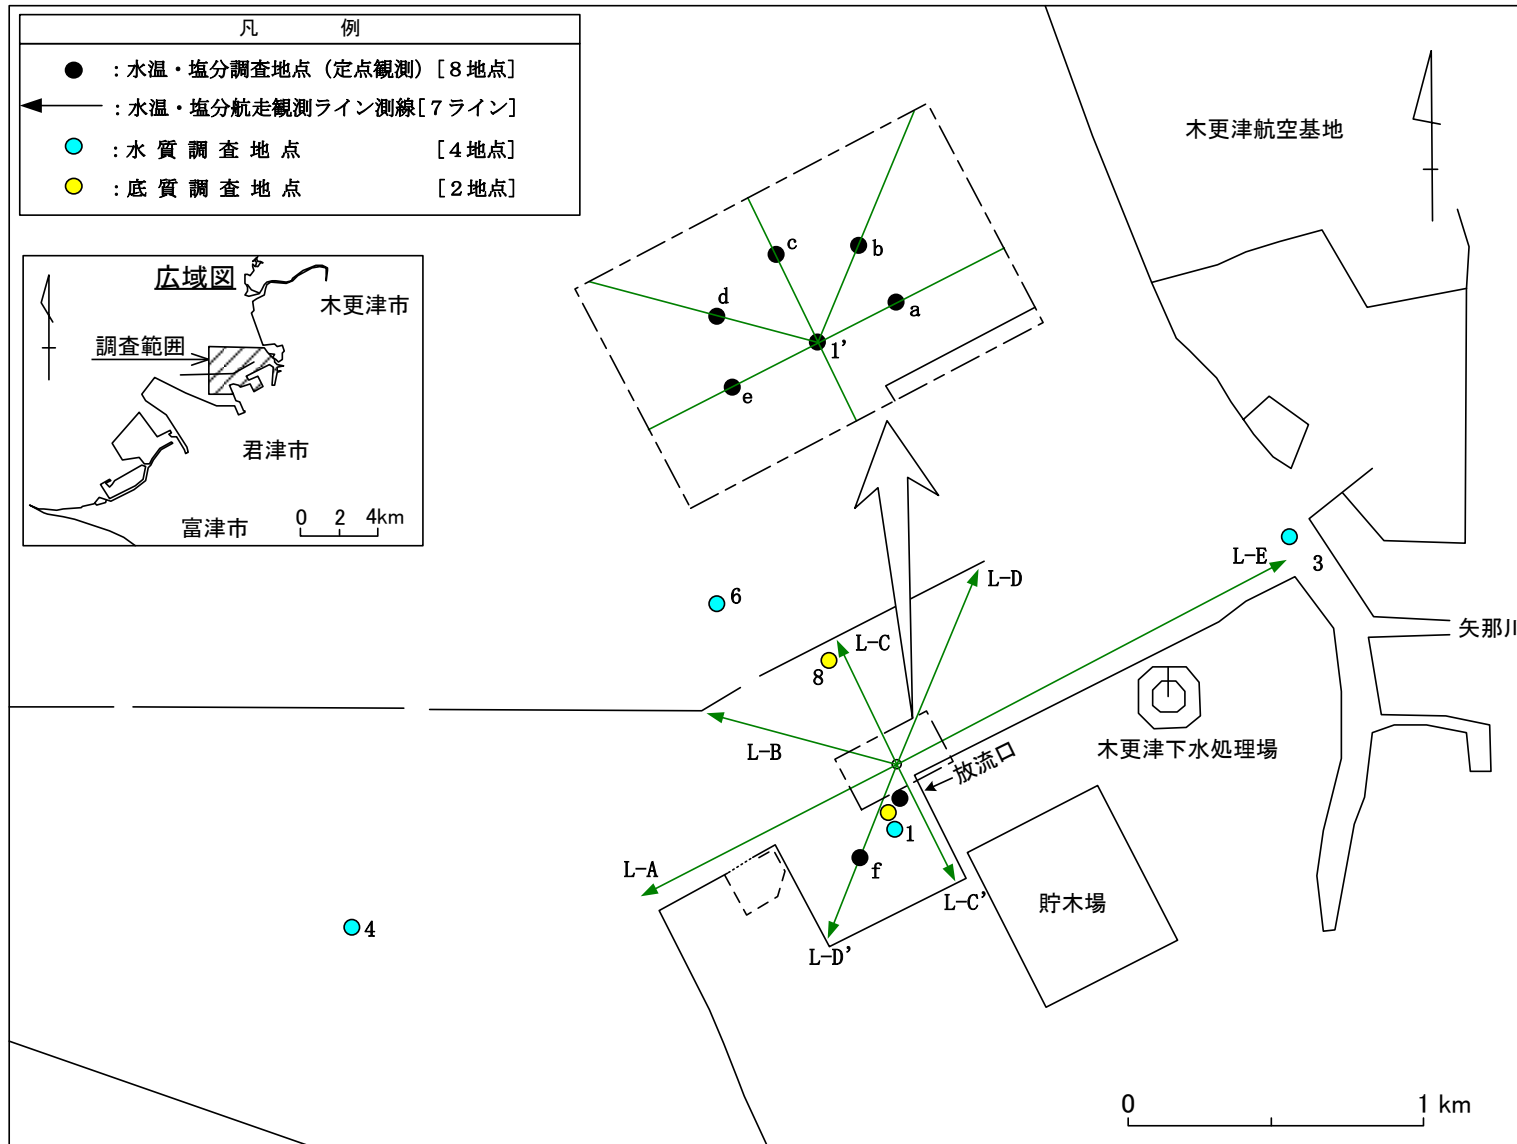 凡　例
：水温・塩分調査地点（定点観測）［８地点］
：水温・塩分航走観測ライン測線［７ライン］
：水 質 調 査 地 点　［４地点］
：底 質 調 査 地 点　［２地点］
広域図
木更津市
調査範囲
君津市
富津市
0 2 4km
木更津航空基地
c
b
d
a
1'
e
L-E
3
L-D
6
矢那川
L-C
8
L-B
木更津下水処理場
放流口
1
L-A
f
L-C'
貯木場
4
L-D'
0 1 km